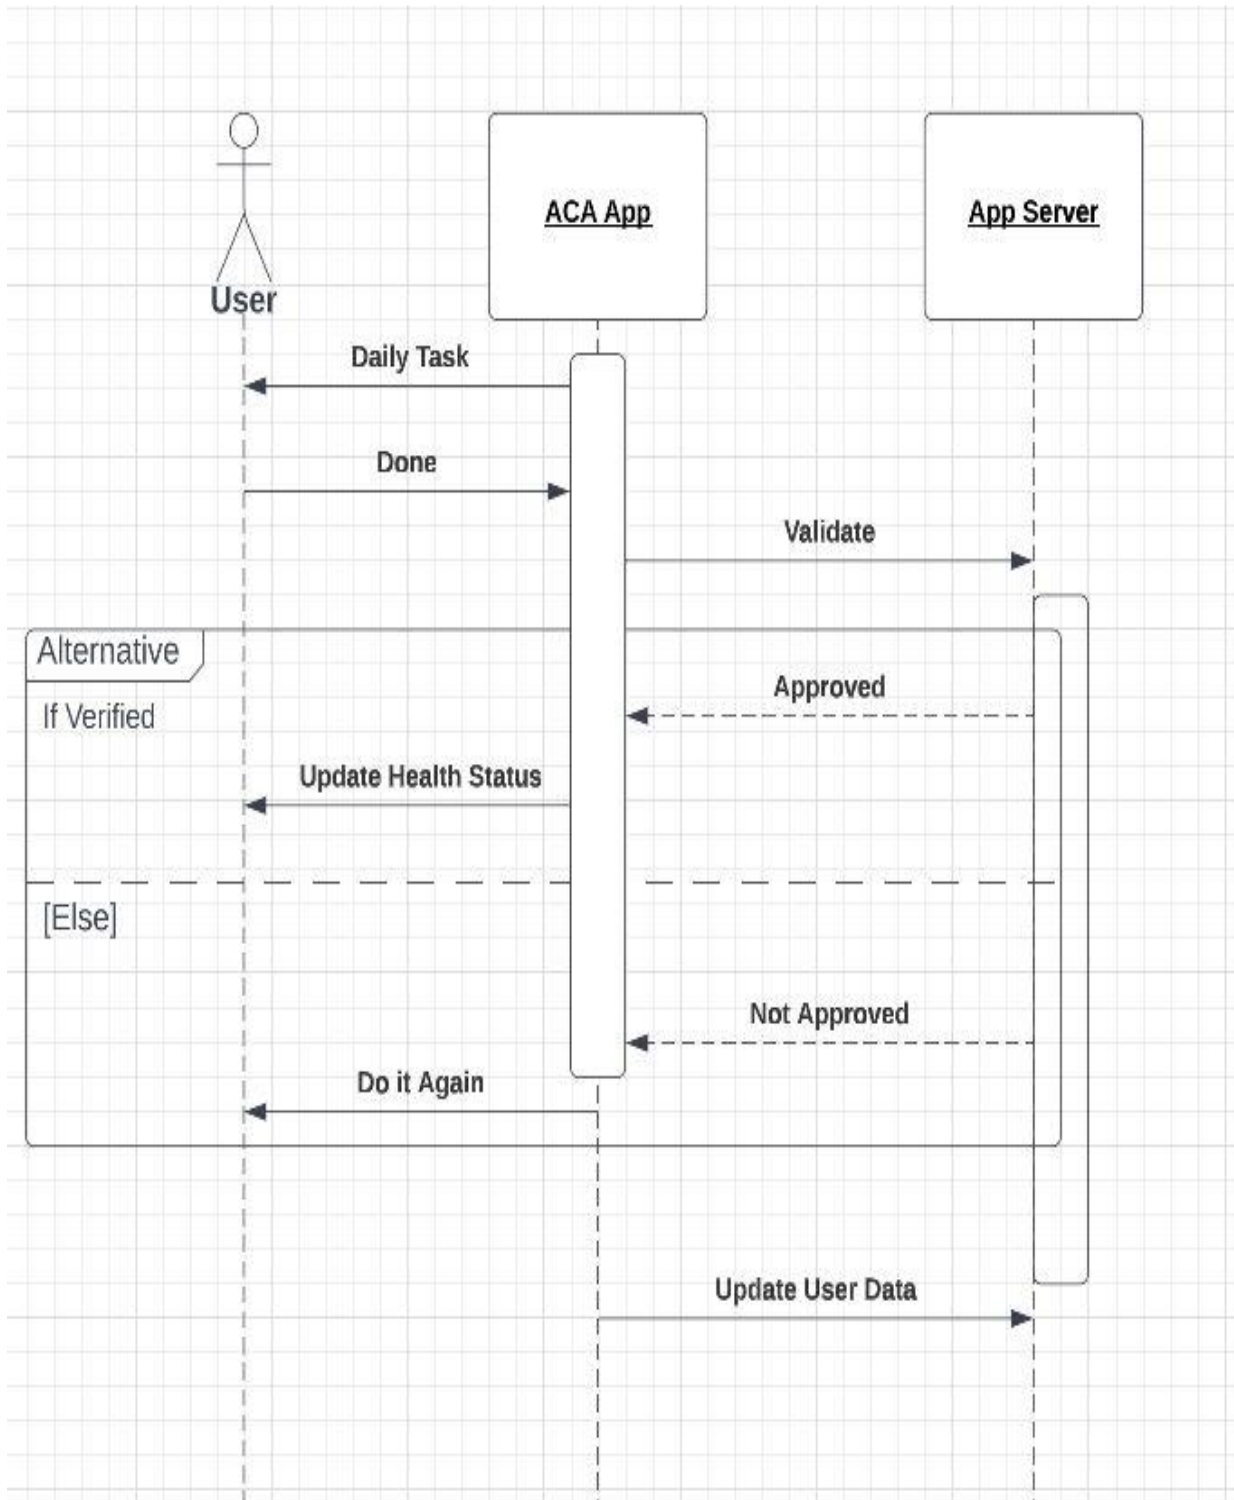 ACA App
App Server
User
Daily Task
Done
Validate
Alternative
Approved
If Verified
Update Health Status
[Else]
Not Approved
Do it Again
Update User Data